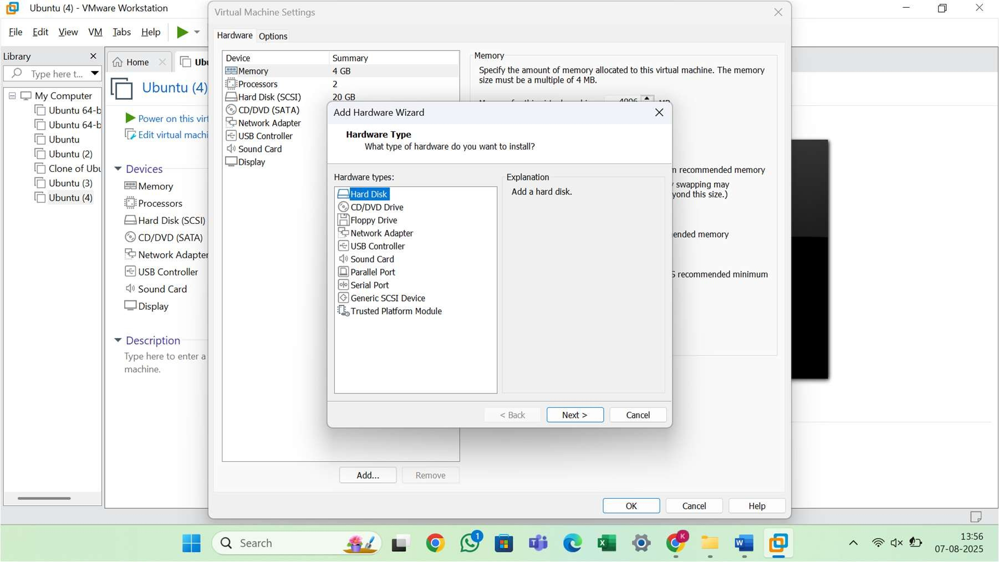 Ubuntu (4) - VMware Workstation
File Edit View VM Tabs Help
Library
Type here t...
My Computer
Ubuntu 64-b
Ubuntu 64-b
Ubuntu
Ubuntu (2)
Clone of Ubu
Ubuntu (3)
Ubuntu (4)
Home
Ubu
Ubuntu (4)
Power on this virt
Edit virtual machi
Devices
Memory
Processors
Hard Disk (SCSI)
CD/DVD (SATA)
Network Adapter
USB Controller
Sound Card
Display
Description
Type here to enter a
machine.
Virtual Machine Settings
Hardware Options
Device Summary
Memory 4 GB
Processors 2
Hard Disk (SCSI) 20 GB
CD/DVD (SATA)
Network Adapter
USB Controller
Sound Card
Display
Add... Remove
Memory
Specify the amount of memory allocated to this virtual machine. The memory
size must be a multiple of 4 MB.
4096
recommended memory
swapping may
yond this size.)
ended memory
recommended minimum
Add Hardware Wizard
Hardware Type
What type of hardware do you want to install?
Hardware types:
Hard Disk
CD/DVD Drive
Floppy Drive
Network Adapter
USB Controller
Sound Card
Parallel Port
Serial Port
Generic SCSI Device
Trusted Platform Module
Explanation
Add a hard disk.
< Back Next > Cancel
OK Cancel Help
Search
1
K
13:56
07-08-2025